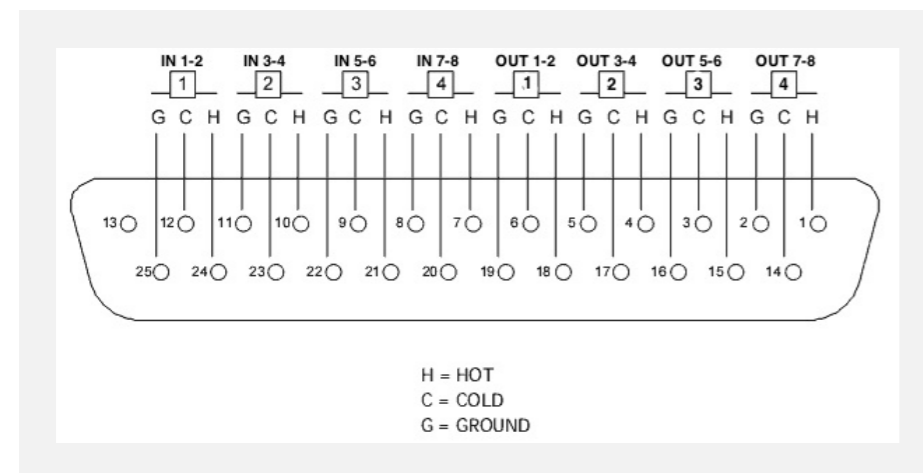 IN 1-2 IN 3-4 IN 5-6 IN 7-8 OUT 1-2 OUT 3-4 OUT 5-6 OUT 7-8
1 2 3 4 1 2 3 4
G C H G C H G C H G C H G C H G C H G C H G C H
13 12 11 10 9 8 7 6 5 4 3 2 1
25 24 23 22 21 20 19 18 17 16 15 14
H = HOT
C = COLD
G = GROUND